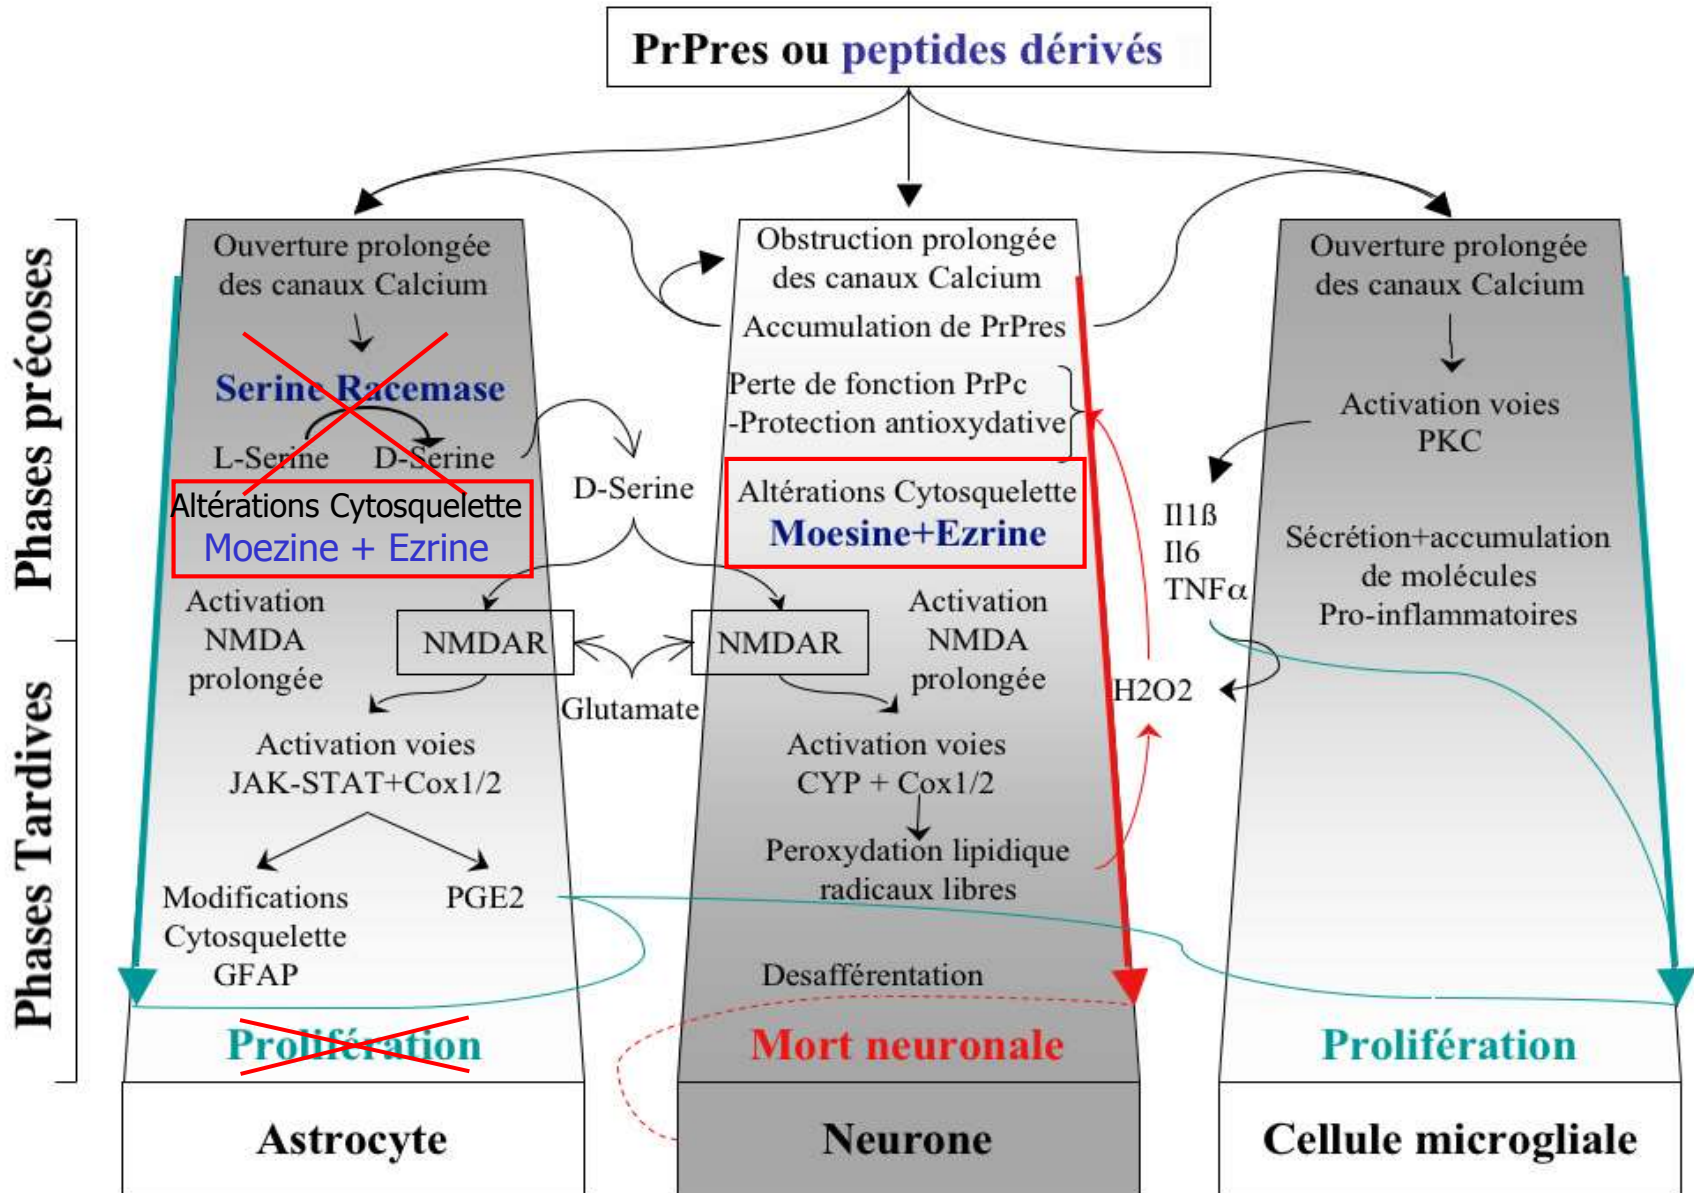 PrPres ou peptides dérivés
Phases précoses
Phases Tardives
Ouverture prolongée
des canaux Calcium
Serine Racemase
L-Serine D-Serine
Altérations Cytosquelette
Moezine + Ezrine
Activation
NMDA
prolongée
NMDAR
Activation voies
JAK-STAT+Cox1/2
Modifications
Cytosquelette
GFAP
PGE2
Prolifération
Astrocyte
D-Serine
Glutamate
Obstruction prolongée
des canaux Calcium
Accumulation de PrPres
Perte de fonction PrPc
-Protection antioxydative
Altérations Cytosquelette
Moesine+Ezrine
NMDAR
Activation
NMDA
prolongée
Activation voies
CYP + Cox1/2
Peroxydation lipidique
radicaux libres
Desafférentation
Mort neuronale
Neurone
Il1ß
Il6
TNFα
H2O2
Ouverture prolongée
des canaux Calcium
Activation voies
PKC
Sécrétion+accumulation
de molécules
Pro-inflammatoires
Prolifération
Cellule microgliale